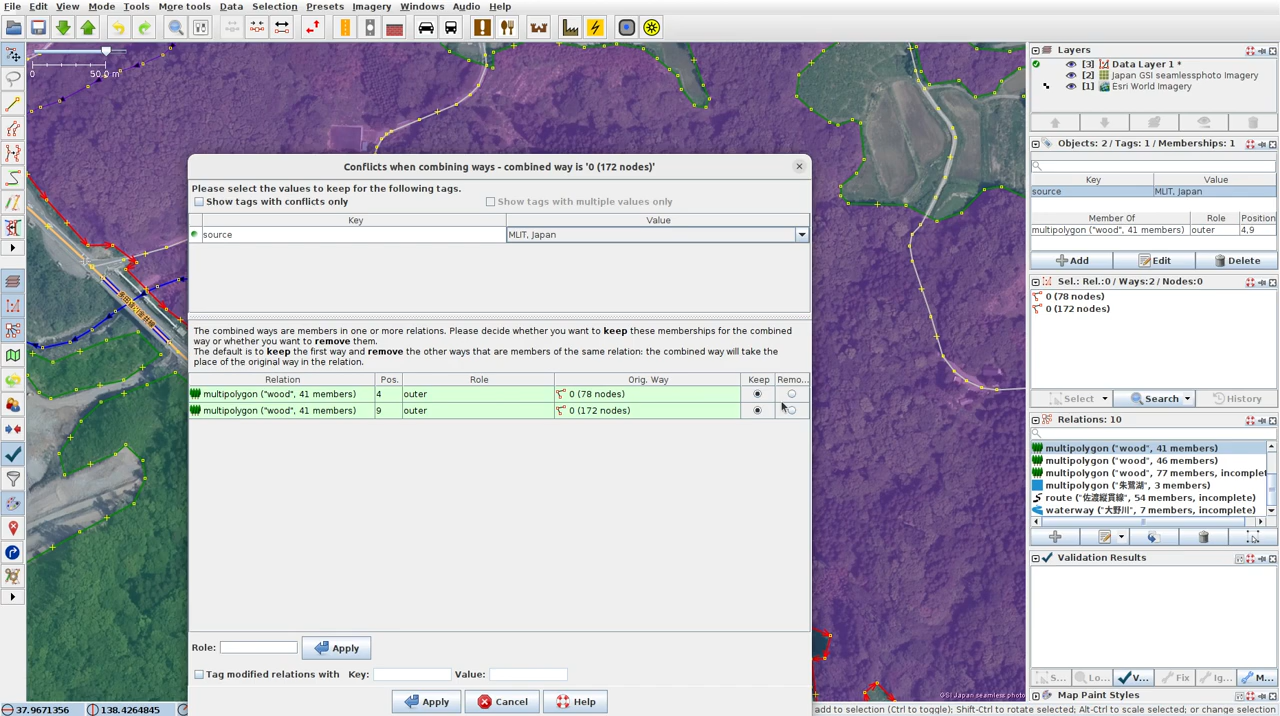 File Edit View Mode Tools More tools Data Selection Presets Imagery Windows Audio Help
0 50.0 m
Conflicts when combining ways - combined way is '0 (172 nodes)'
Please select the values to keep for the following tags.
Show tags with conflicts only Show tags with multiple values only
Key Value
source MLIT, Japan
The combined ways are members in one or more relations. Please decide whether you want to keep these memberships for the combined
way or whether you want to remove them.
The default is to keep the first way and remove the other ways that are members of the same relation: the combined way will take the
place of the original way in the relation.
Relation Pos. Role Orig. Way Keep Remo...
multipolygon ("wood", 41 members) 4 outer 0 (78 nodes)
multipolygon ("wood", 41 members) 9 outer 0 (172 nodes)
Role: Apply
Tag modified relations with Key: Value:
Apply Cancel Help
Layers
[3] Data Layer 1 *
[2] Japan GSI seamlessphoto Imagery
[1] Esri World Imagery
Objects: 2 / Tags: 1 / Memberships: 1
Key Value
source MLIT, Japan
Member Of Role Position
multipolygon ("wood", 41 members) outer 4,9
Add Edit Delete
Sel.: Rel.:0 / Ways:2 / Nodes:0
0 (78 nodes)
0 (172 nodes)
Select Search History
Relations: 10
multipolygon ("wood", 41 members)
multipolygon ("wood", 46 members)
multipolygon ("wood", 77 members, incomplet
multipolygon ("朱鷺湖", 3 members)
route ("佐渡縦貫線", 54 members, incomplete)
waterway ("大野川", 7 members, incomplete)
Validation Results
S... Lo... V... Fix Ig... M...
Map Paint Styles
GSI Japan seamless photo
37.9671356 138.4264845 add to selection (Ctrl to toggle); Shift-Ctrl to rotate selected; Alt-Ctrl to scale selected; or change selection